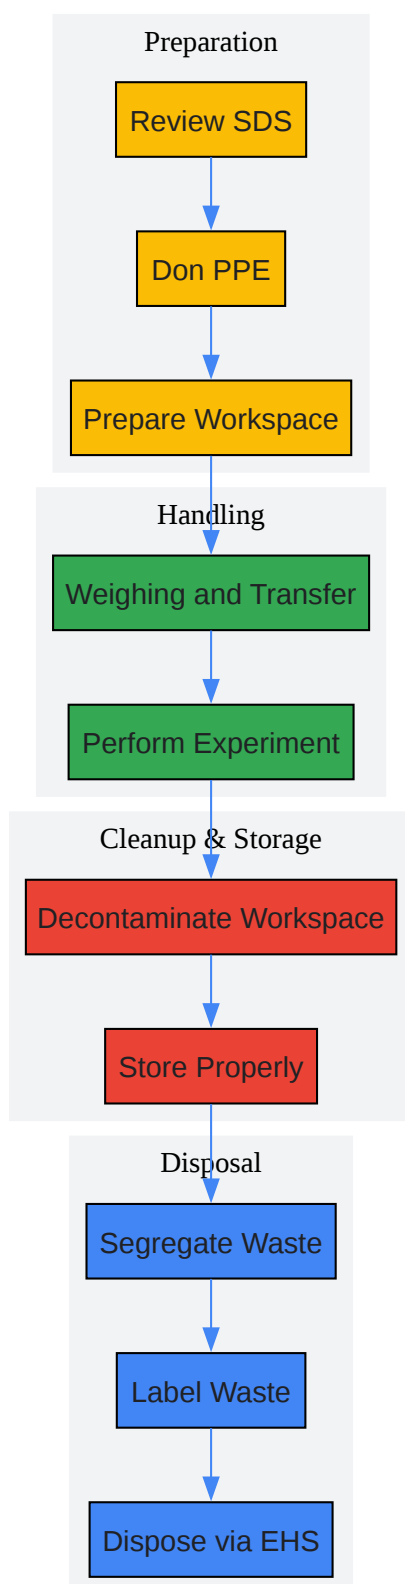 Preparation
Review SDS
Don PPE
Prepare Workspace
Handling
Weighing and Transfer
Perform Experiment
Cleanup & Storage
Decontaminate Workspace
Store Properly
Disposal
Segregate Waste
Label Waste
Dispose via EHS